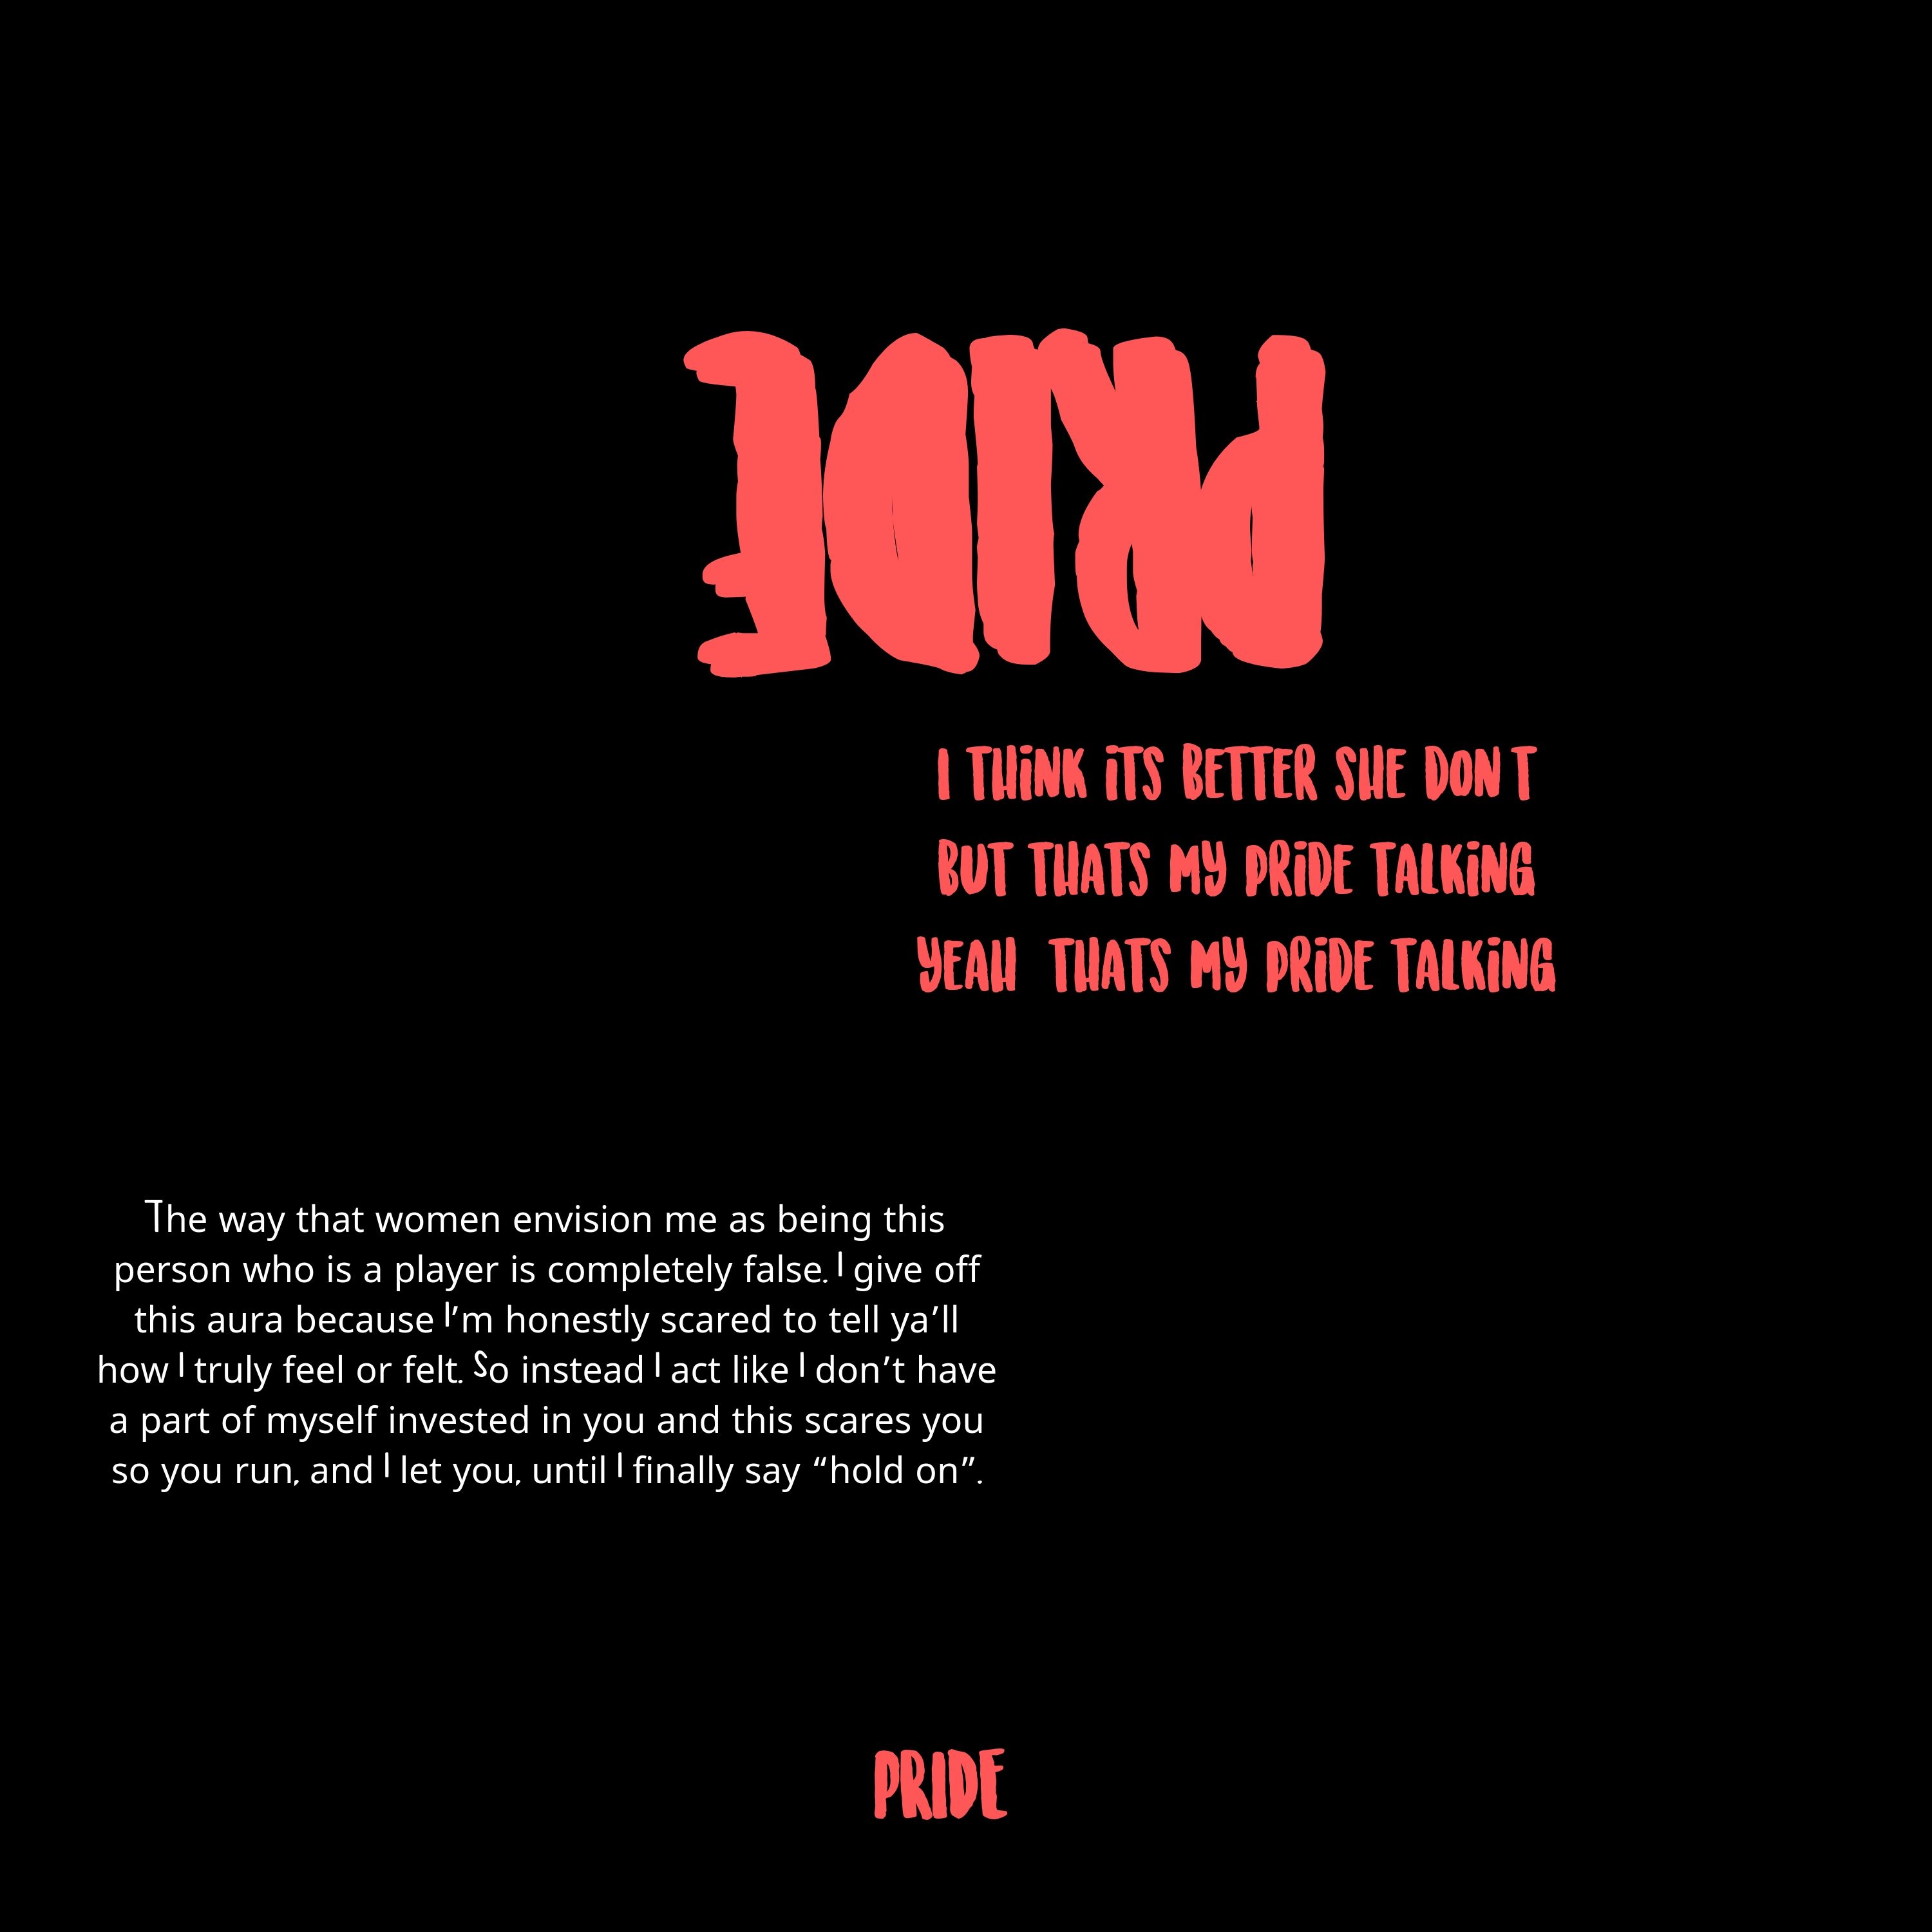 PRIDE
I THiNK iTS BETTER SHE DON T
BUT THATS MY PRiDE TALKiNG
YEAH THATS MY PRiDE TALKiNG
The way that women envision me as being this
person who is a player is completely false. I give off
this aura because I’m honestly scared to tell ya’ll
how I truly feel or felt. So instead I act like I don’t have
a part of myself invested in you and this scares you
so you run, and I let you, until I finally say “hold on”.
PRIDE